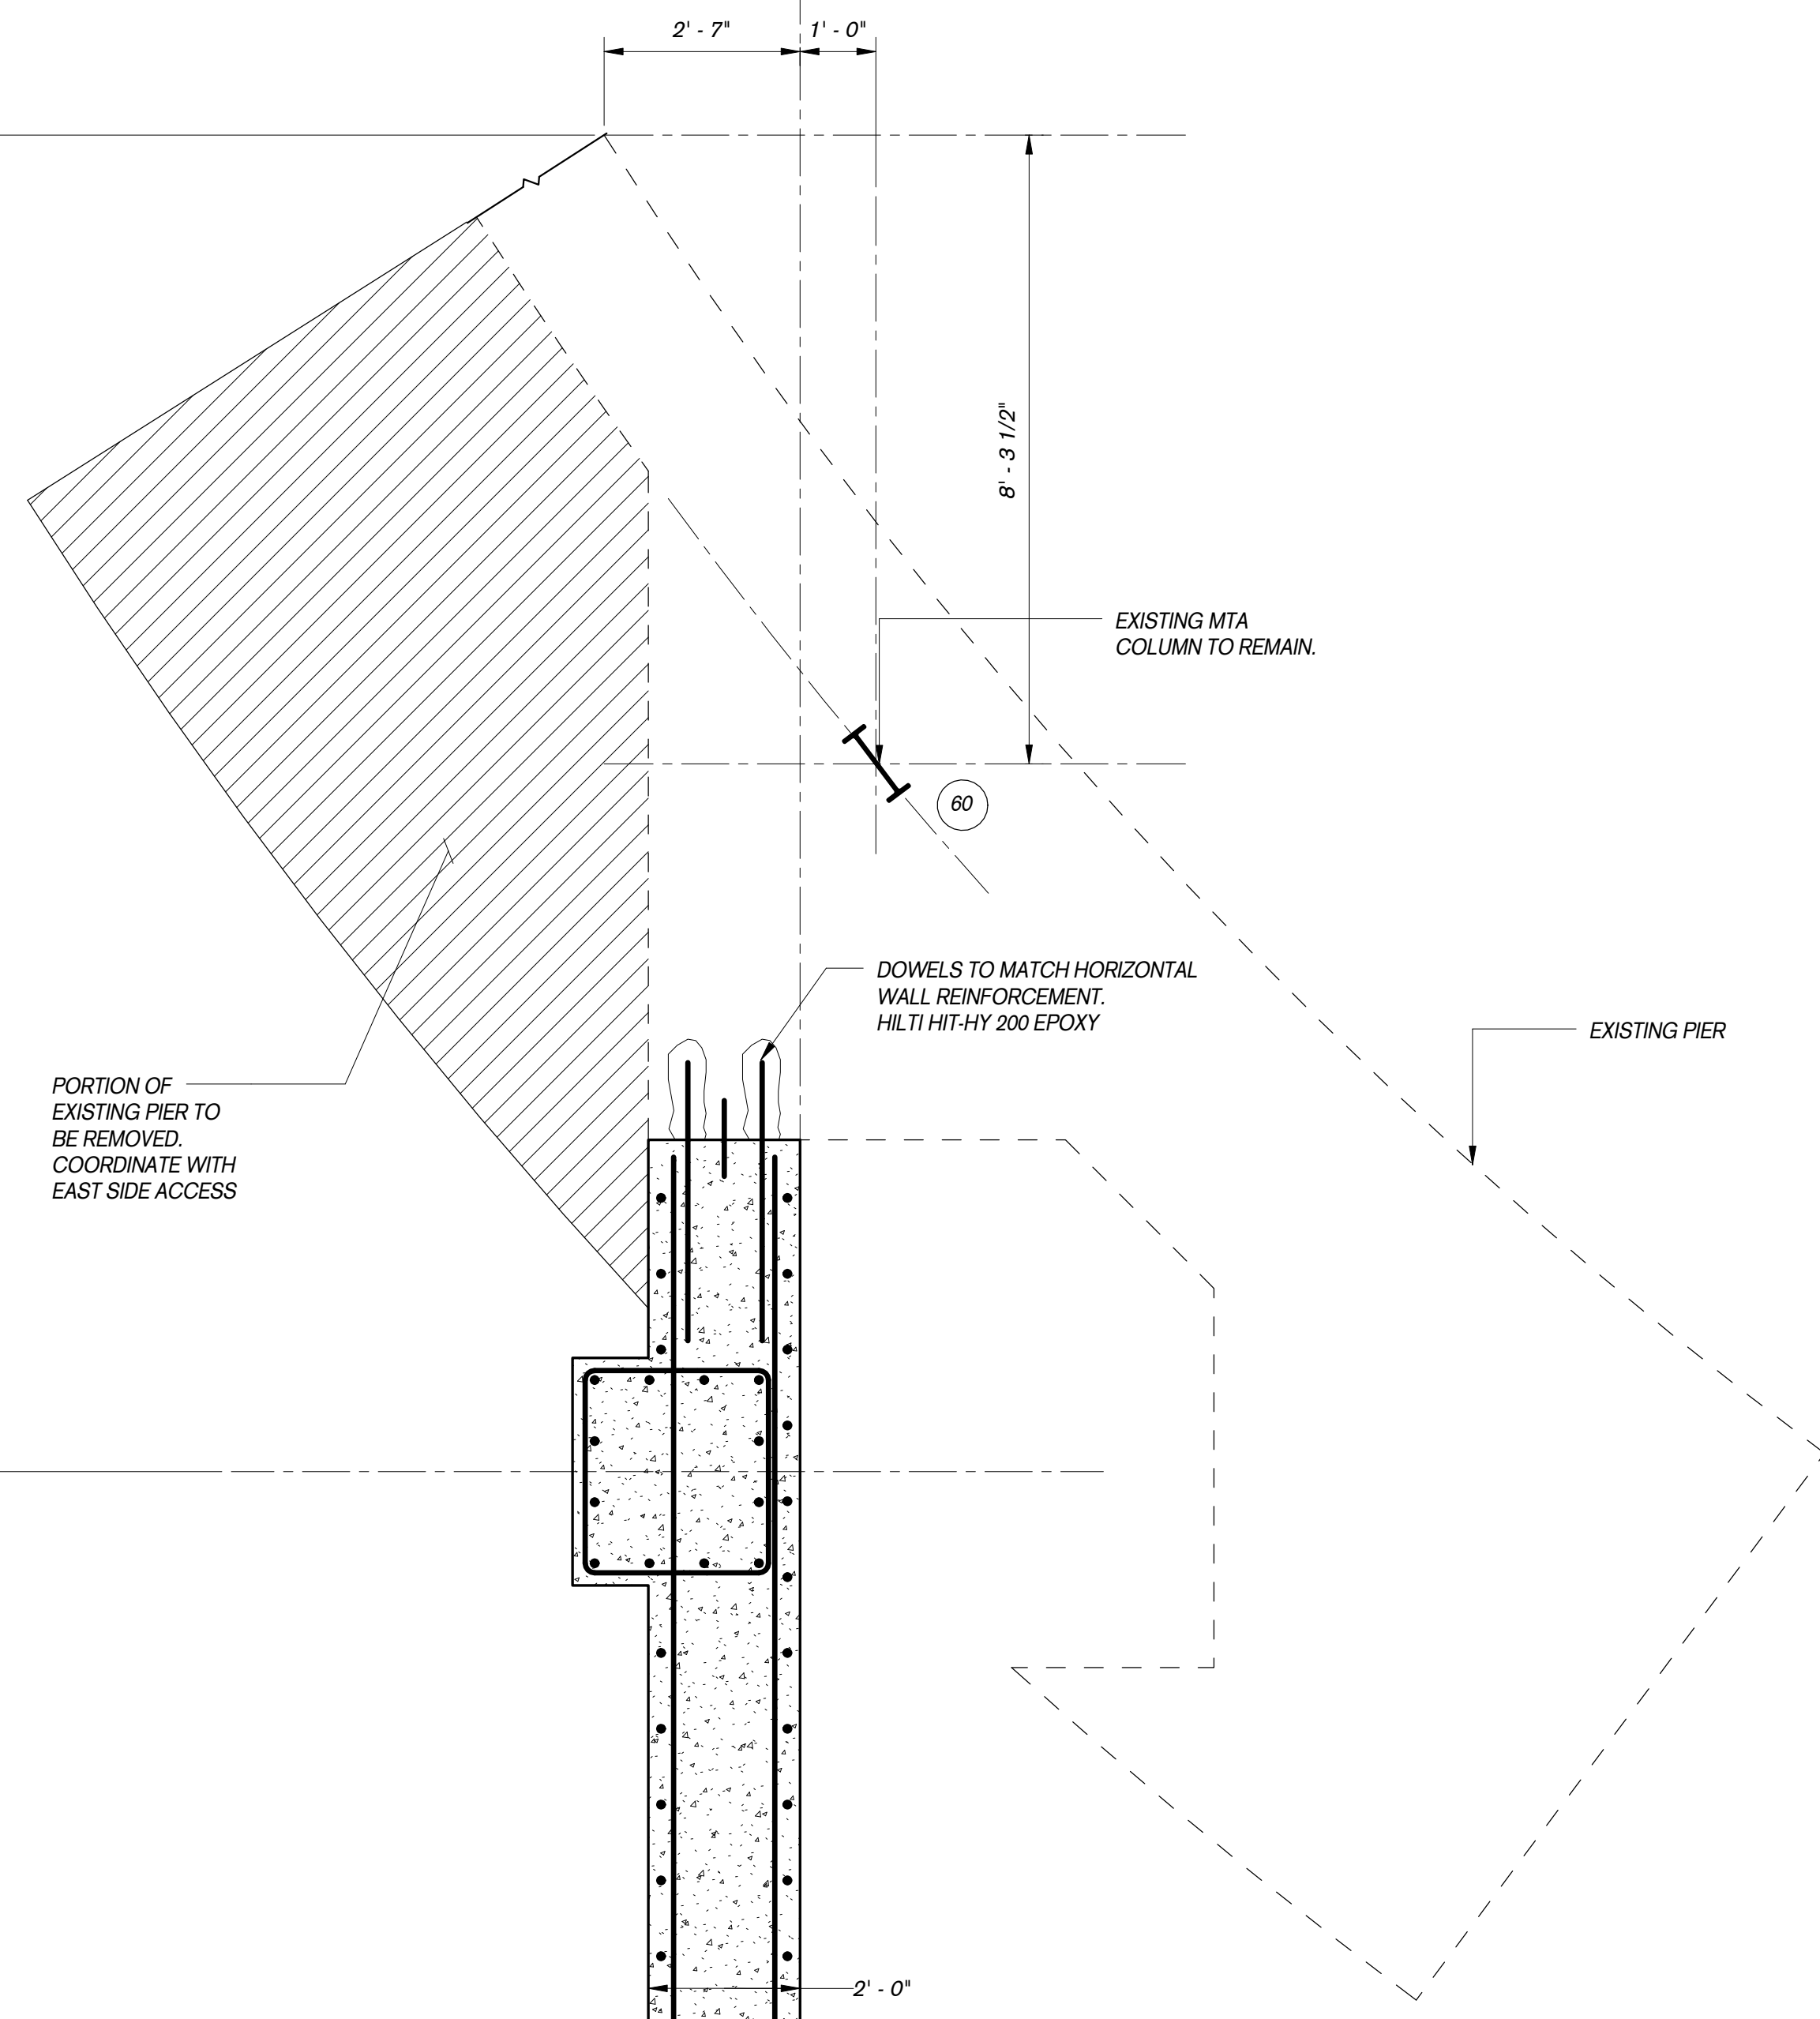 2' - 7"
1' - 0"
8' - 3 1/2"
EXISTING MTA
COLUMN TO REMAIN.
60
DOWELS TO MATCH HORIZONTAL
WALL REINFORCEMENT.
HILTI HIT-HY 200 EPOXY
EXISTING PIER
PORTION OF
EXISTING PIER TO
BE REMOVED.
COORDINATE WITH
EAST SIDE ACCESS
2' - 0"